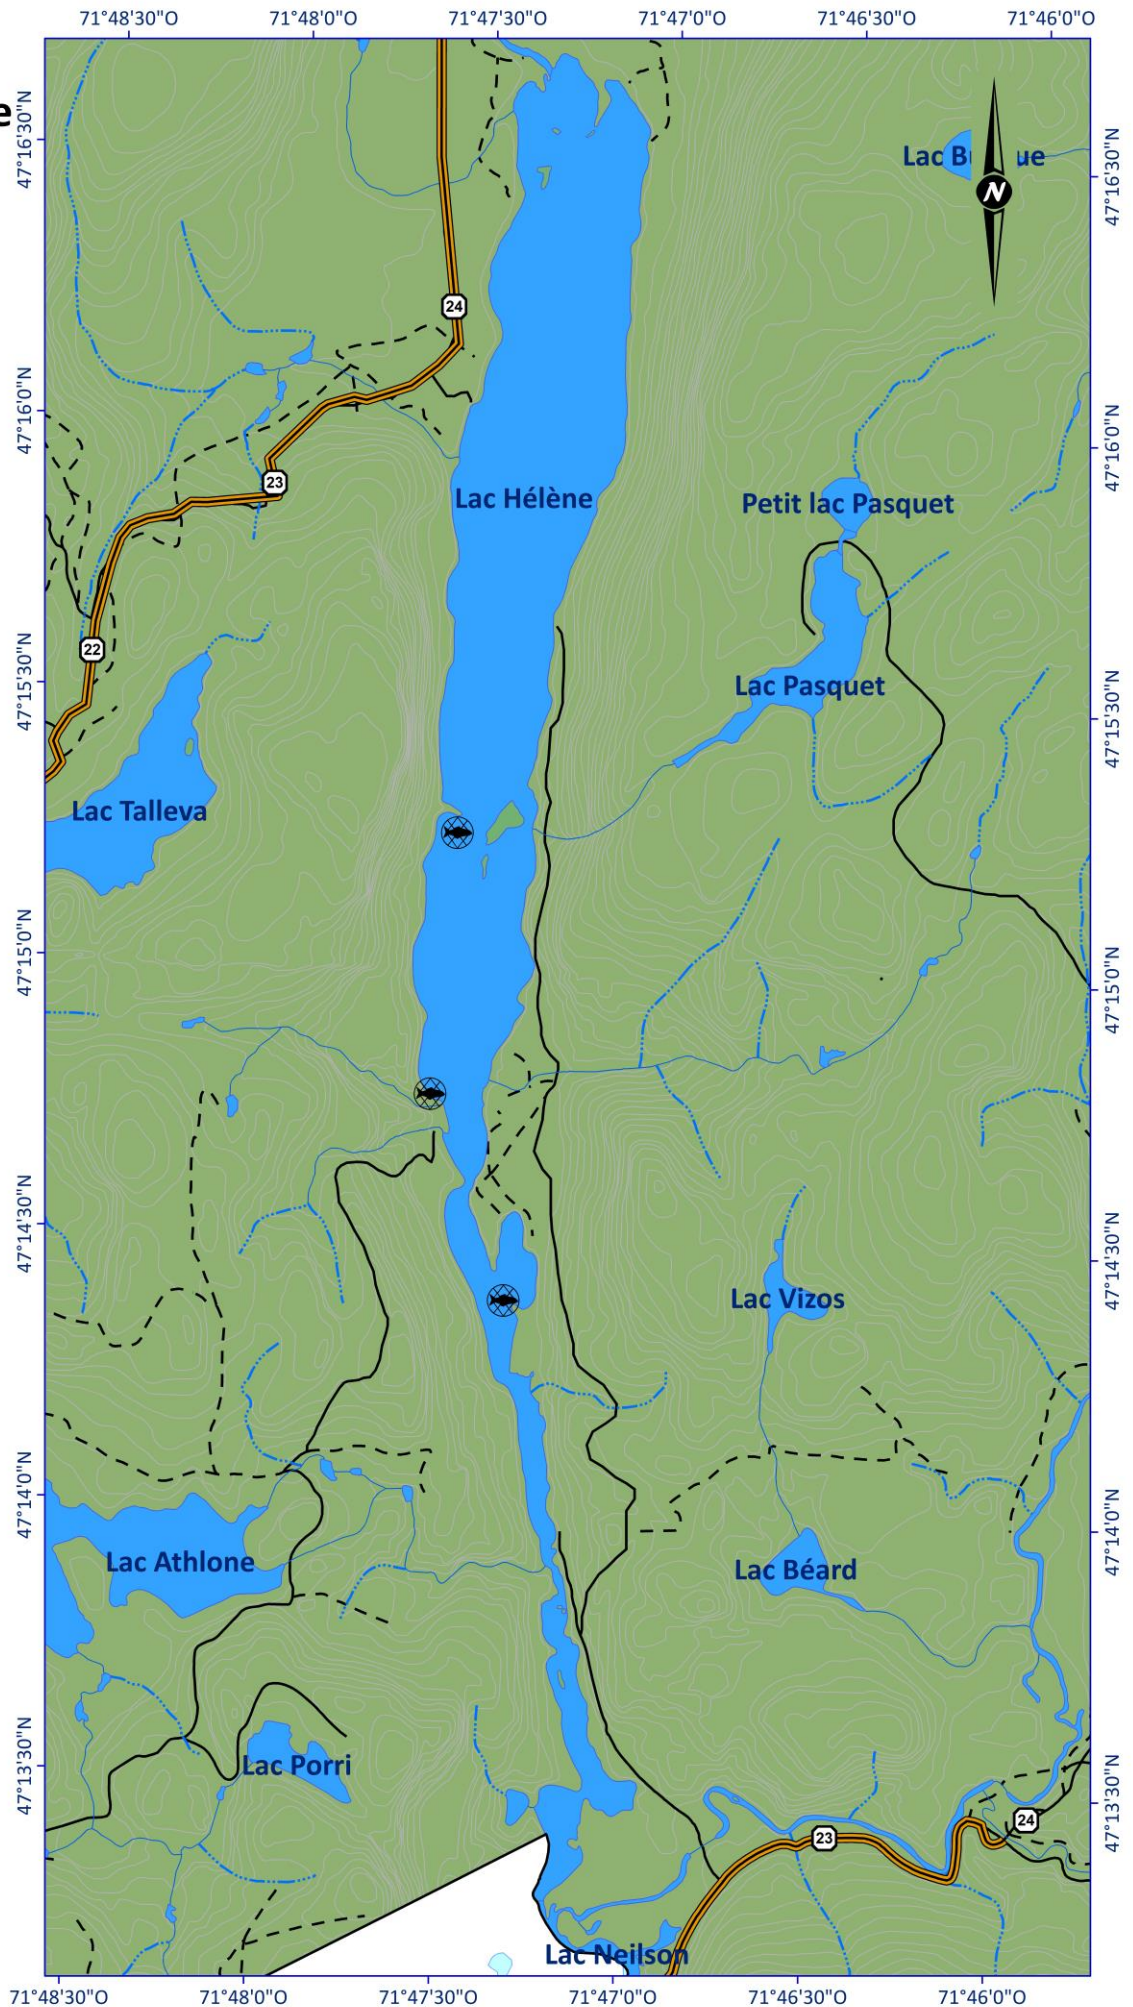 71°48'30"O 71°48'0"O 71°47'30"O 71°47'0"O 71°46'30"O 71°46'0"O
e
47°16'30"N
47°16'30"N
Lac B ue
N
24
47°16'0"N
47°16'0"N
23
Lac Hélène
Petit lac Pasquet
22
47°15'30"N
47°15'30"N
Lac Pasquet
Lac Talleva
47°15'0"N
47°15'0"N
47°14'30"N
47°14'30"N
Lac Vizos
47°14'0"N
47°14'0"N
Lac Athlone
Lac Béard
47°13'30"N
47°13'30"N
Lac Porri
24
23
Lac Neilson
71°48'30"O 71°48'0"O 71°47'30"O 71°47'0"O 71°46'30"O 71°46'0"O